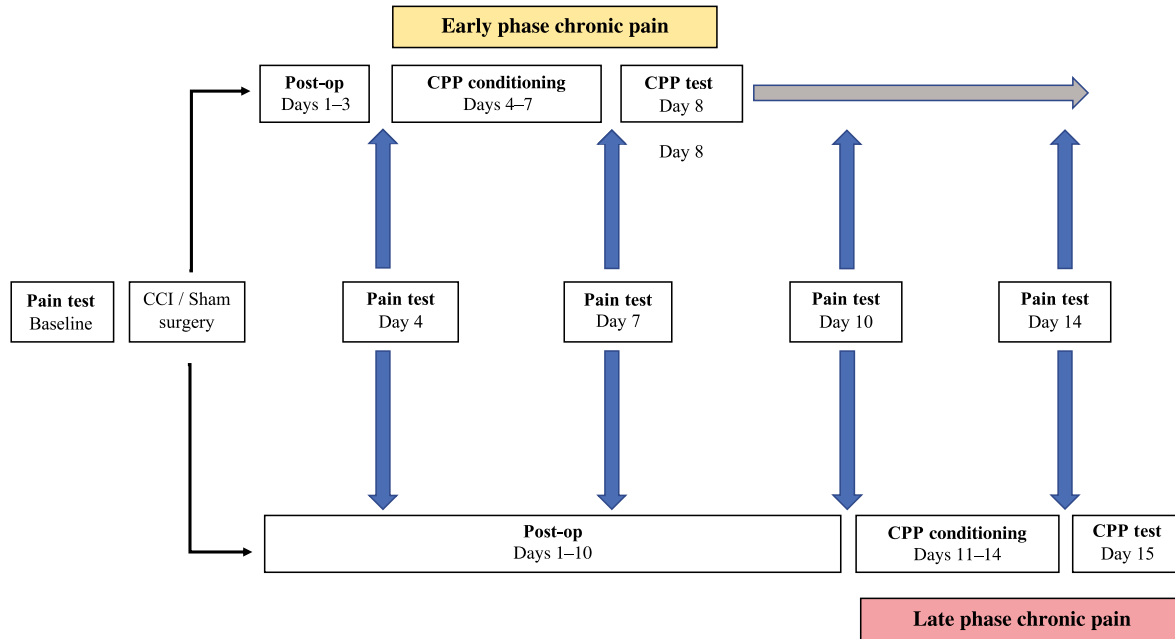 Early phase chronic pain
Post-op
Days 1–3
CPP conditioning
Days 4–7
CPP test
Day 8
Day 8
Pain test
Baseline
CCI / Sham
surgery
Pain test
Day 4
Pain test
Day 7
Pain test
Day 10
Pain test
Day 14
Post-op
Days 1–10
CPP conditioning
Days 11–14
CPP test
Day 15
Late phase chronic pain